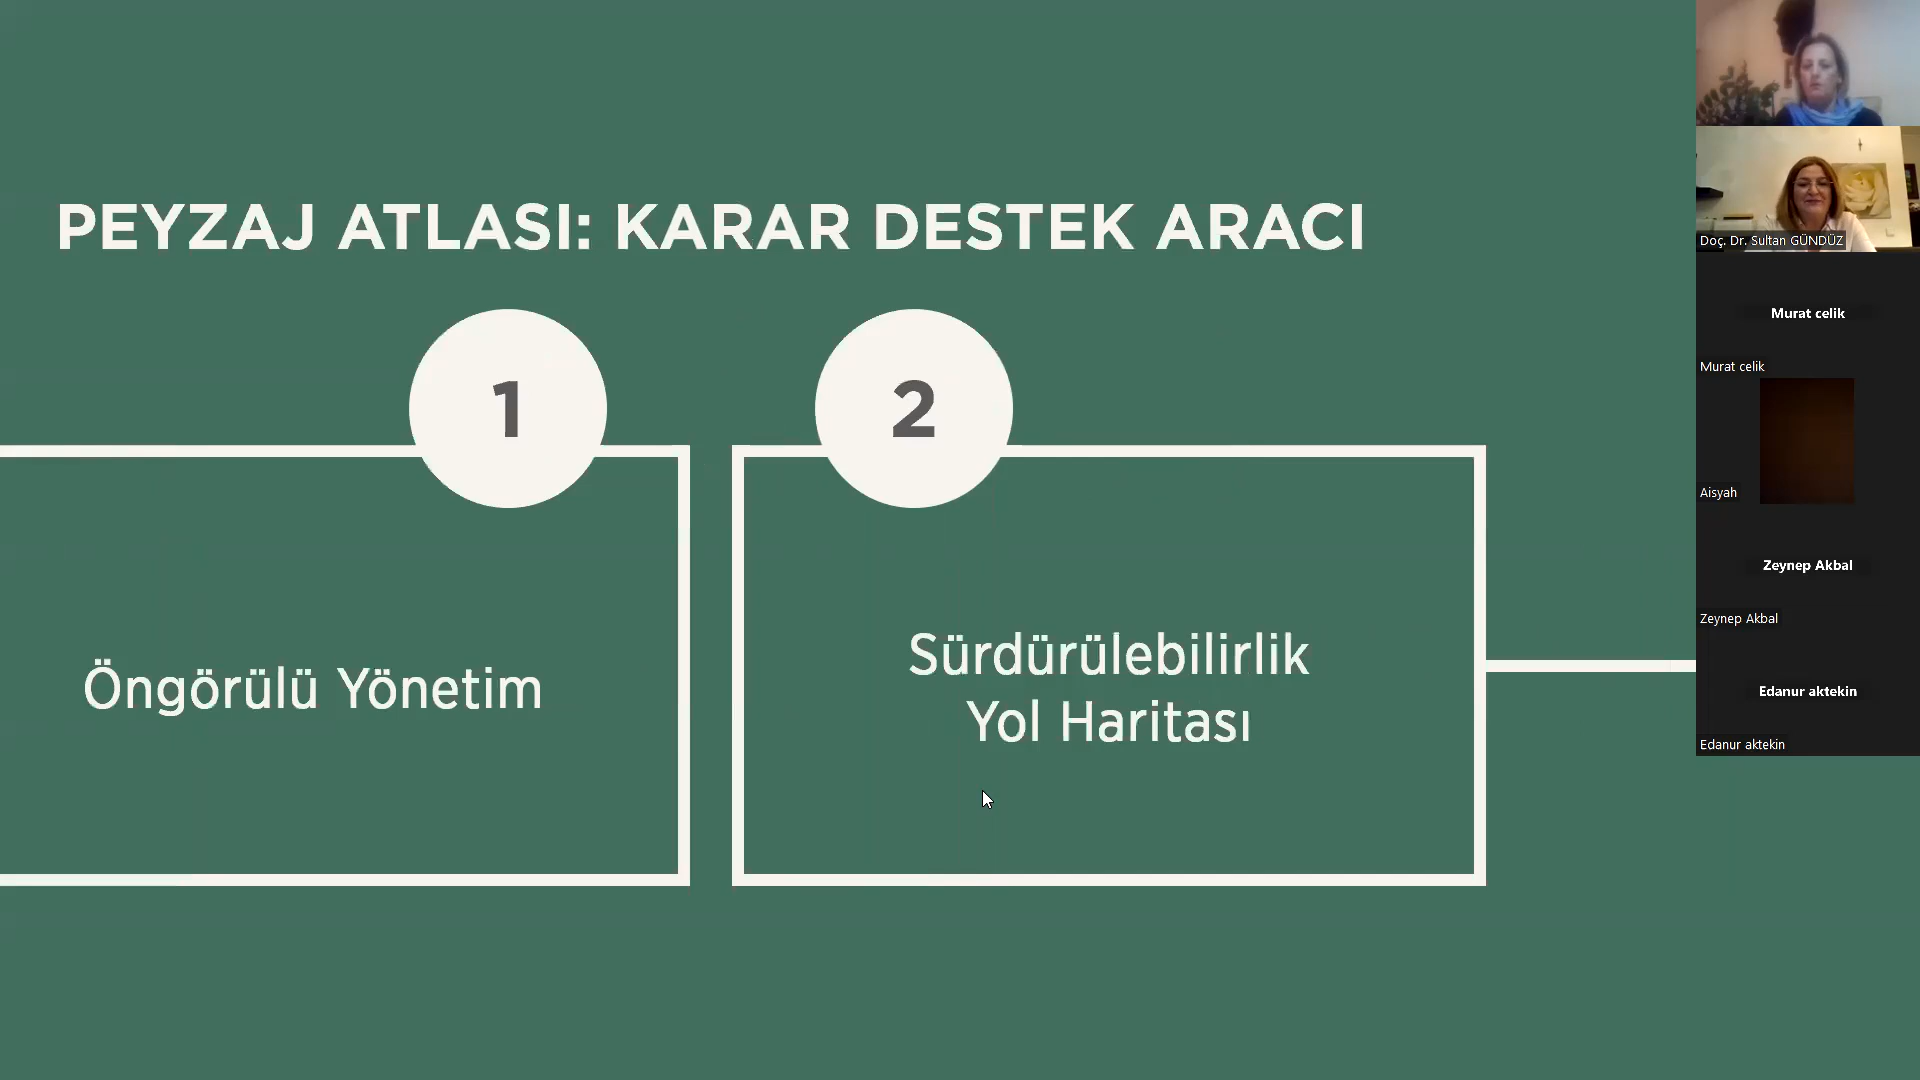 PEYZAJ ATLASI: KARAR DESTEK ARACI
1
2
Öngörülü Yönetim
Sürdürülebilirlik
Yol Haritası
Doç. Dr. Sultan GÜNDÜZ
Murat celik
Murat celik
Aisyah
Zeynep Akbal
Zeynep Akbal
Edanur aktekin
Edanur aktekin